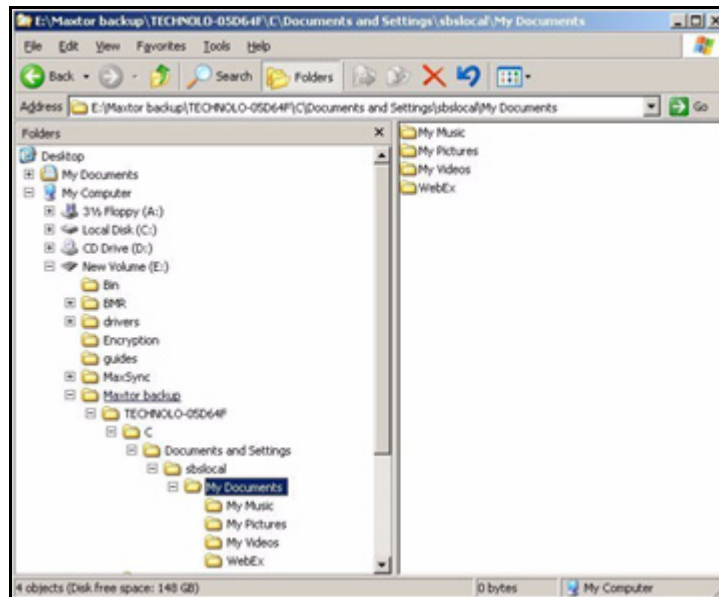 E:\Maxtor backup\TECHNOLO-05D64F\C\Documents and Settings\sbslocal\My Documents
File Edit View Favorites Tools Help
Back Search Folders
Address E:\Maxtor backup\TECHNOLO-05D64F\C\Documents and Settings\sbslocal\My Documents Go
Folders x
Desktop
My Documents
My Computer
3½ Floppy (A:)
Local Disk (C:)
CD Drive (D:)
New Volume (E:)
Bin
BMR
drivers
Encryption
guides
MaxSync
Maxtor backup
TECHNOLO-05D64F
C
Documents and Settings
sbslocal
My Documents
My Music
My Pictures
My Videos
WebEx
My Music
My Pictures
My Videos
WebEx
4 objects (Disk free space: 148 GB) 0 bytes My Computer